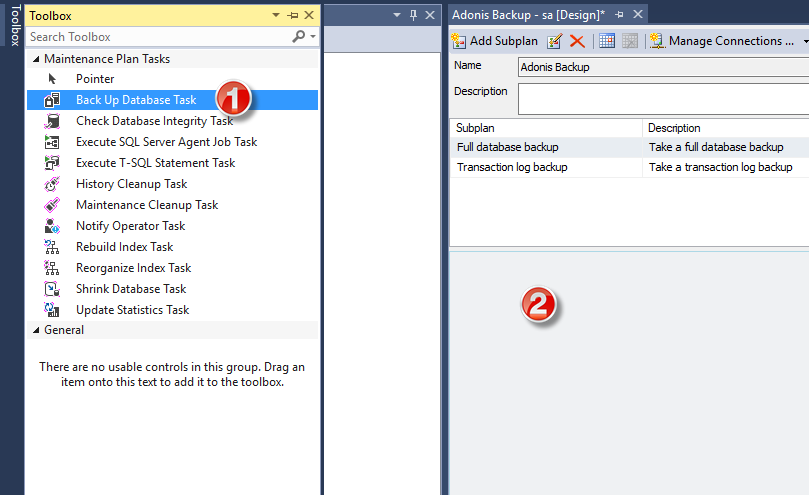 Toolbox
Toolbox
Search Toolbox
Maintenance Plan Tasks
Pointer
Back Up Database Task
1
Check Database Integrity Task
Execute SQL Server Agent Job Task
Execute T-SQL Statement Task
History Cleanup Task
Maintenance Cleanup Task
Notify Operator Task
Rebuild Index Task
Reorganize Index Task
Shrink Database Task
Update Statistics Task
General
There are no usable controls in this group. Drag an
item onto this text to add it to the toolbox.
Adonis Backup - sa [Design]*
Add Subplan
Manage Connections ...
Name
Adonis Backup
Description
Subplan Description
Full database backup Take a full database backup
Transaction log backup Take a transaction log backup
2